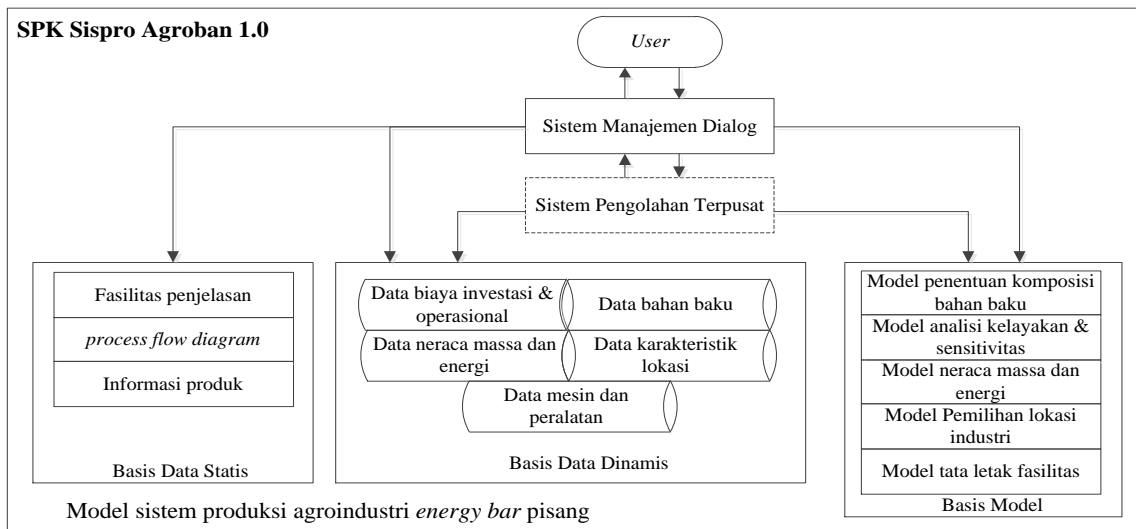 SPK Sispro Agroban 1.0
User
Sistem Manajemen Dialog
Sistem Pengolahan Terpusat
Fasilitas penjelasan
process flow diagram
Informasi produk
Basis Data Statis
Data biaya investasi &
operasional
Data bahan baku
Data neraca massa dan
energi
Data karakteristik
lokasi
Data mesin dan
peralatan
Basis Data Dinamis
Model penentuan komposisi
bahan baku
Model analisi kelayakan &
sensitivitas
Model neraca massa dan
energi
Model Pemilihan lokasi
industri
Model tata letak fasilitas
Basis Model
Model sistem produksi agroindustri energy bar pisang